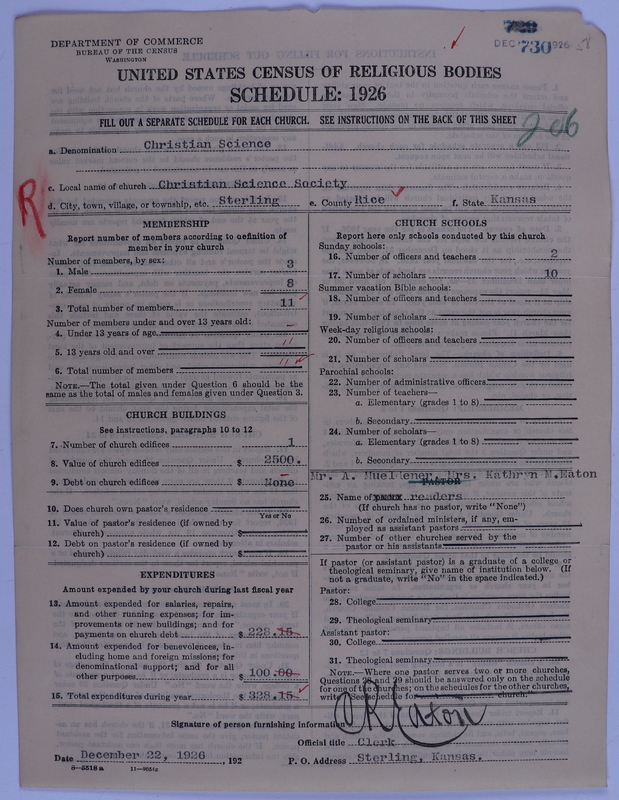 DEPARTMENT OF COMMERCE
BUREAU OF THE CENSUS
WASHINGTON
DEC 730 1926
UNITED STATES CENSUS OF RELIGIOUS BODIES
SCHEDULE: 1926
FILL OUT A SEPARATE SCHEDULE FOR EACH CHURCH. SEE INSTRUCTIONS ON THE BACK OF THIS SHEET
206
a. Denomination Christian Science
R
c. Local name of church Christian Science Society
d. City, town, village, or township, etc. Sterling e. County Rice f. State Kansas
MEMBERSHIP
Report number of members according to definition of
member in your church
Number of members, by sex:
1. Male 3
2. Female 8
3. Total number of members 11
Number of members under and over 13 years old:
4. Under 13 years of age –
5. 13 years old and over 11
6. Total number of members 11
NOTE.—The total given under Question 6 should be the
same as the total of males and females given under Question 3.
CHURCH BUILDINGS
See instructions, paragraphs 10 to 12
7. Number of church edifices 1
8. Value of church edifices $ 2500.
9. Debt on church edifices $ None
10. Does church own pastor's residence
Yes or No
11. Value of pastor's residence (if owned by
church) $
12. Debt on pastor's residence (if owned by
church) $
EXPENDITURES
Amount expended by your church during last fiscal year
13. Amount expended for salaries, repairs,
and other running expenses; for im-
provements or new buildings; and for
payments on church debt $ 228.15
14. Amount expended for benevolences, in-
cluding home and foreign missions; for
denominational support; and for all
other purposes $ 100.00
15. Total expenditures during year $ 328.15
CHURCH SCHOOLS
Report here only schools conducted by this church
Sunday schools:
16. Number of officers and teachers 2
17. Number of scholars 10
Summer vacation Bible schools:
18. Number of officers and teachers
19. Number of scholars
Week-day religious schools:
20. Number of officers and teachers
21. Number of scholars
Parochial schools:
22. Number of administrative officers
23. Number of teachers—
a. Elementary (grades 1 to 8)
b. Secondary
24. Number of scholars—
a. Elementary (grades 1 to 8)
b. Secondary
Mr. A. Mueldener, Mrs. Kathryn M. Eaton
PASTOR
25. Name of readers
(If church has no pastor, write "None")
26. Number of ordained ministers, if any, em-
ployed as assistant pastors
27. Number of other churches served by the
pastor or his assistants
If pastor (or assistant pastor) is a graduate of a college or
theological seminary, give name of institution below. (If
not a graduate, write "No" in the space indicated.)
Pastor:
28. College
29. Theological seminary
Assistant pastor:
30. College
31. Theological seminary
NOTE.—Where one pastor serves two or more churches,
Questions 28 and 29 should be answered only on the schedule
for one of the churches; on the schedules for the other churches,
write "See schedule for church."
Signature of person furnishing information CK Eaton
Official title Clerk
Date December 22, 1926, 192 P. O. Address Sterling, Kansas.
8—5518 a